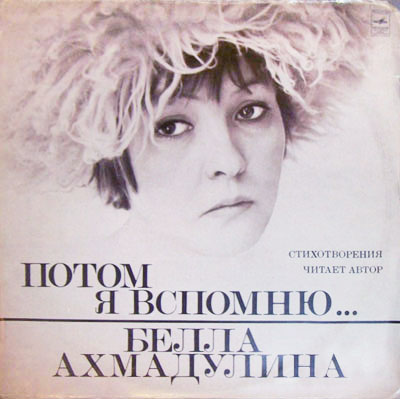 СТИХОТВОРЕНИЯ
ЧИТАЕТ АВТОР
ПОТОМ
Я ВСПОМНЮ...
БЕЛЛА
АХМАДУЛИНА